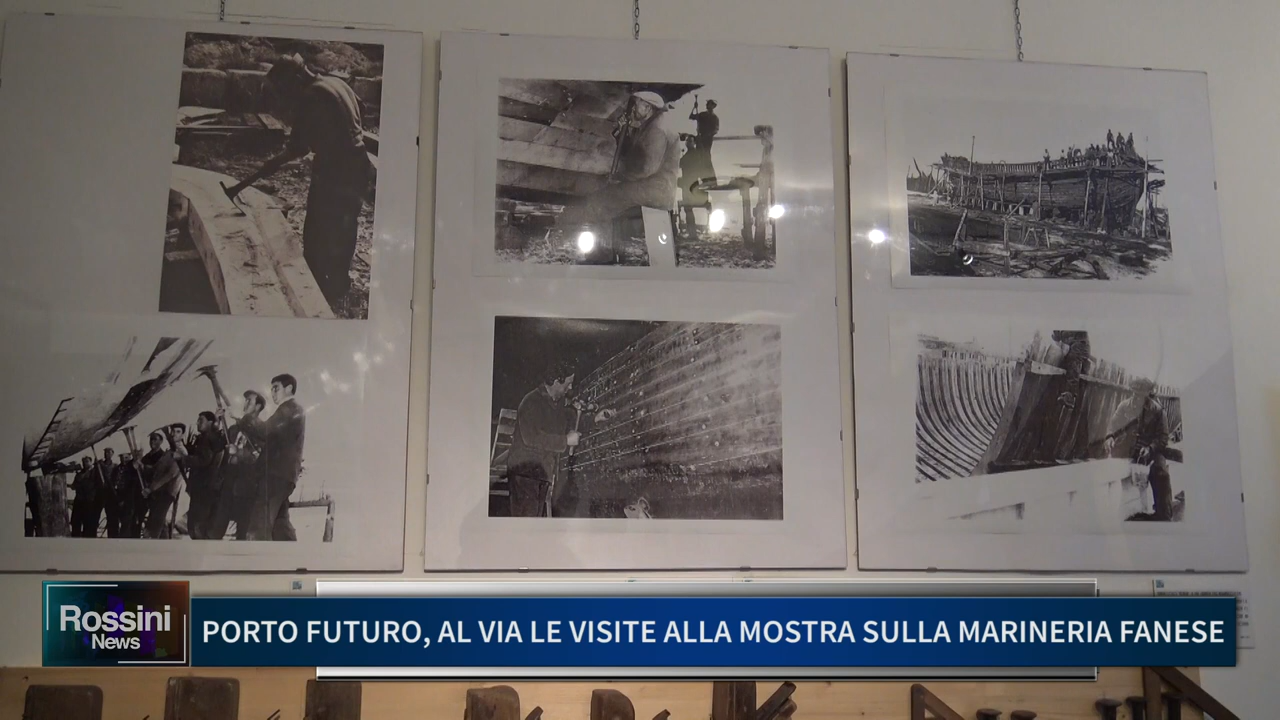 Rossini
News
PORTO FUTURO, AL VIA LE VISITE ALLA MOSTRA SULLA MARINERIA FANESE